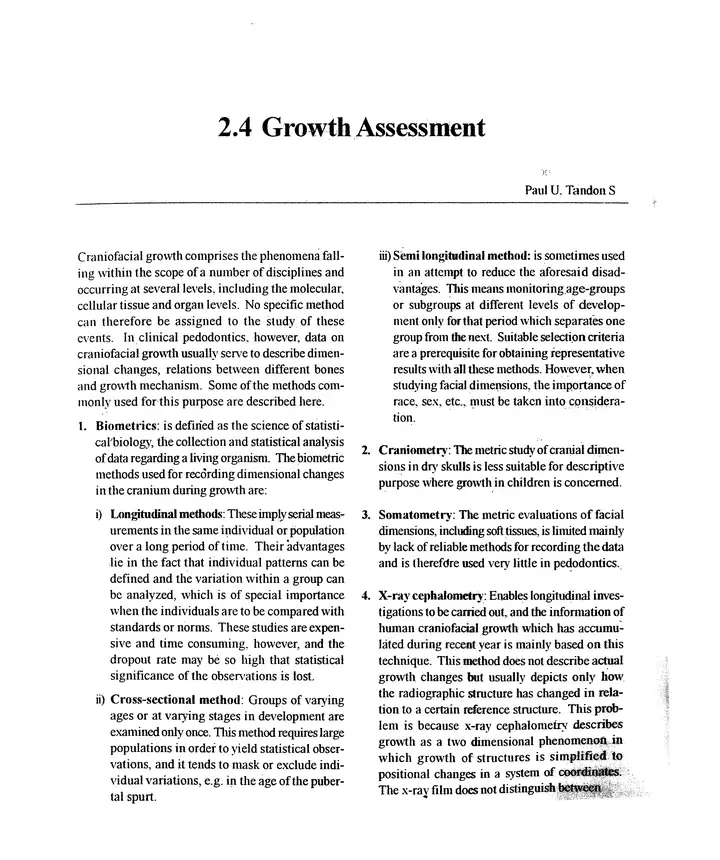 2.4 Growth Assessment
Paul U, Tandon S
Craniofacial growth comprises the phenomena fall-
ing within the scope of a number of disciplines and
occurring at several levels, including the molecular,
cellular tissue and organ levels. No specific method
can therefore be assigned to the study of these
events. In clinical pedodontics, however, data on
craniofacial growth usually serve to describe dimen-
sional changes, relations between different bones
and growth mechanism. Some of the methods com-
monly used for this purpose are described here.
1. Biometrics: is defined as the science of statisti-
cal biology, the collection and statistical analysis
of data regarding a living organism. The biometric
methods used for recording dimensional changes
in the cranium during growth are:
i) Longitudinal methods: These imply serial meas-
urements in the same individual or population
over a long period of time. Their advantages
lie in the fact that individual patterns can be
defined and the variation within a group can
be analyzed, which is of special importance
when the individuals are to be compared with
standards or norms. These studies are expen-
sive and time consuming, however, and the
dropout rate may be so high that statistical
significance of the observations is lost.
ii) Cross-sectional method: Groups of varying
ages or at varying stages in development are
examined only once. This method requires large
populations in order to yield statistical obser-
vations, and it tends to mask or exclude indi-
vidual variations, e.g. in the age of the puber-
tal spurt.
iii) Semi longitudinal method: is sometimes used
in an attempt to reduce the aforesaid disad-
vantages. This means monitoring age-groups
or subgroups at different levels of develop-
ment only for that period which separates one
group from the next. Suitable selection criteria
are a prerequisite for obtaining representative
results with all these methods. However, when
studying facial dimensions, the importance of
race, sex, etc., must be taken into considera-
tion.
2. Craniometry: The metric study of cranial dimen-
sions in dry skulls is less suitable for descriptive
purpose where growth in children is concerned.
3. Somatometry: The metric evaluations of facial
dimensions, including soft tissues, is limited mainly
by lack of reliable methods for recording the data
and is therefore used very little in pedodontics.
4. X-ray cephalometry: Enables longitudinal inves-
tigations to be carried out, and the information of
human craniofacial growth which has accumu-
lated during recent year is mainly based on this
technique. This method does not describe actual
growth changes but usually depicts only how
the radiographic structure has changed in rela-
tion to a certain reference structure. This prob-
lem is because x-ray cephalometry describes
growth as a two dimensional phenomenon in
which growth of structures is simplified to
positional changes in a system of coordinates.
The x-ray film does not distinguish between